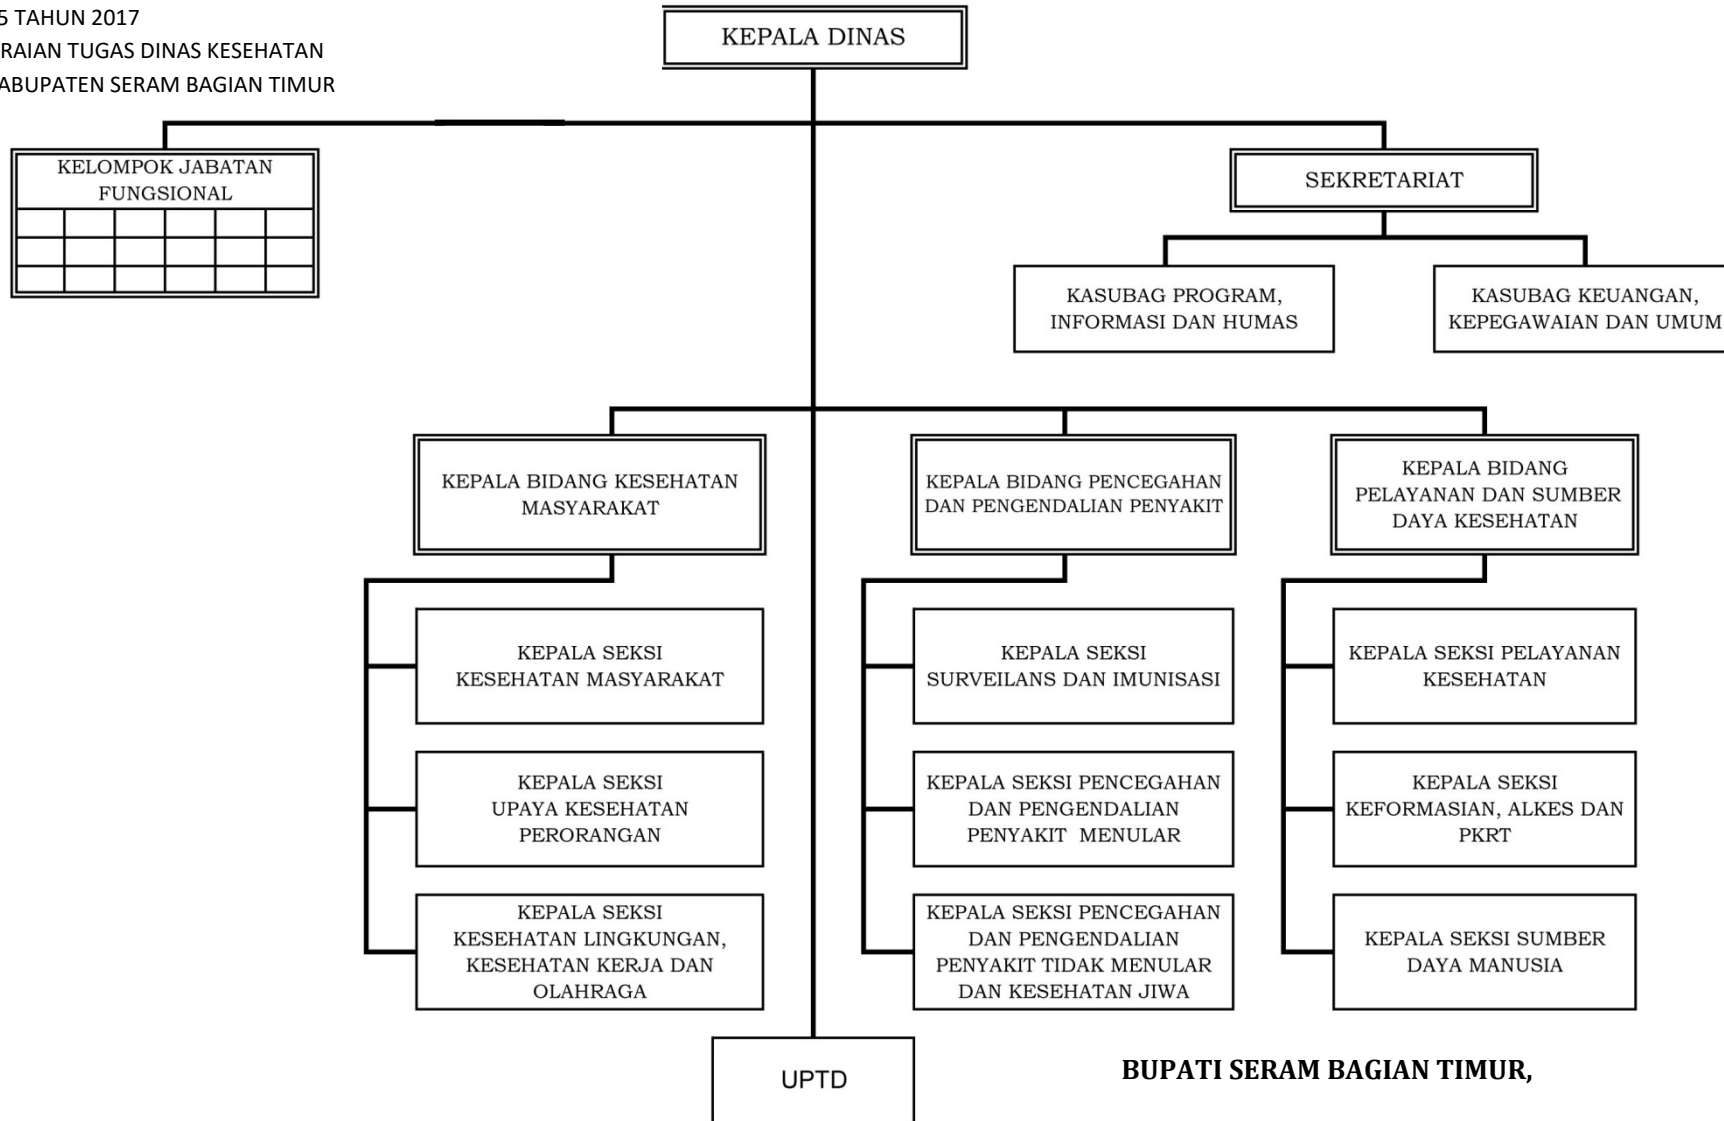 5 TAHUN 2017
RAIAN TUGAS DINAS KESEHATAN
ABUPATEN SERAM BAGIAN TIMUR
KEPALA DINAS
KELOMPOK JABATAN
FUNGSIONAL
SEKRETARIAT
KASUBAG PROGRAM,
INFORMASI DAN HUMAS
KASUBAG KEUANGAN,
KEPEGAWAIAN DAN UMUM
KEPALA BIDANG KESEHATAN
MASYARAKAT
KEPALA BIDANG PENCEGAHAN
DAN PENGENDALIAN PENYAKIT
KEPALA BIDANG
PELAYANAN DAN SUMBER
DAYA KESEHATAN
KEPALA SEKSI
KESEHATAN MASYARAKAT
KEPALA SEKSI
SURVEILANS DAN IMUNISASI
KEPALA SEKSI PELAYANAN
KESEHATAN
KEPALA SEKSI
UPAYA KESEHATAN
PERORANGAN
KEPALA SEKSI PENCEGAHAN
DAN PENGENDALIAN
PENYAKIT MENULAR
KEPALA SEKSI
KEFORMASIAN, ALKES DAN
PKRT
KEPALA SEKSI
KESEHATAN LINGKUNGAN,
KESEHATAN KERJA DAN
OLAHRAGA
KEPALA SEKSI PENCEGAHAN
DAN PENGENDALIAN
PENYAKIT TIDAK MENULAR
DAN KESEHATAN JIWA
KEPALA SEKSI SUMBER
DAYA MANUSIA
UPTD
BUPATI SERAM BAGIAN TIMUR,